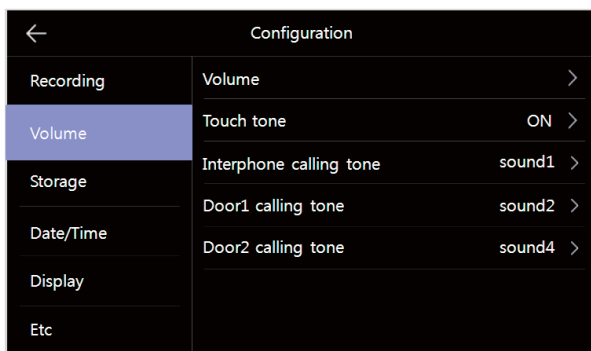 Configuration
Recording
Volume
Storage
Date/Time
Display
Etc
Volume
Touch tone ON
Interphone calling tone sound1
Door1 calling tone sound2
Door2 calling tone sound4